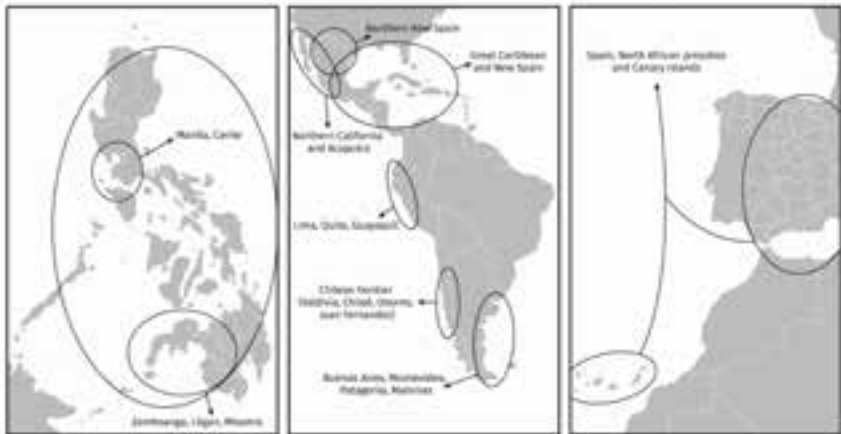 Manila, Cavite
Zamboanga, Iligan, Misamis
Northern New Spain
Great Caribbean
and New Spain
Northern California
and Acapulco
Lima, Quito, Guayaquil
Chilean frontier
(Valdivia, Chiloé, Osorno,
Juan Fernández)
Buenos Aires, Montevideo,
Patagonia, Malvinas
Spain, North African presidios
and Canary Islands